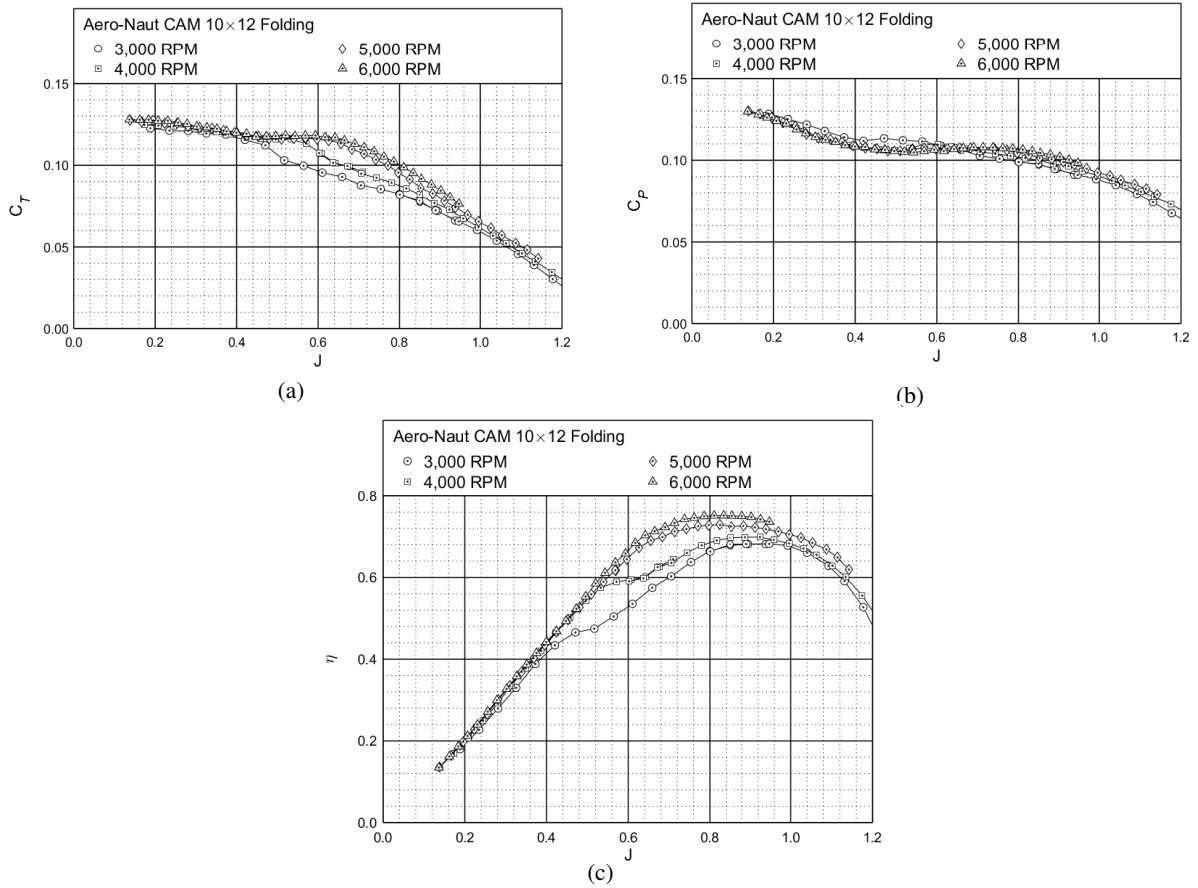 Aero-Naut CAM 10×12 Folding
3,000 RPM 5,000 RPM
4,000 RPM 6,000 RPM
0.15
0.10
0.05
0.00
C_T
0.0 0.2 0.4 0.6 0.8 1.0 1.2
J
(a)
Aero-Naut CAM 10×12 Folding
3,000 RPM 5,000 RPM
4,000 RPM 6,000 RPM
0.15
0.10
0.05
0.00
C_P
0.0 0.2 0.4 0.6 0.8 1.0 1.2
J
(b)
Aero-Naut CAM 10×12 Folding
3,000 RPM 5,000 RPM
4,000 RPM 6,000 RPM
0.8
0.6
0.4
0.2
0.0
η
0.0 0.2 0.4 0.6 0.8 1.0 1.2
J
(c)